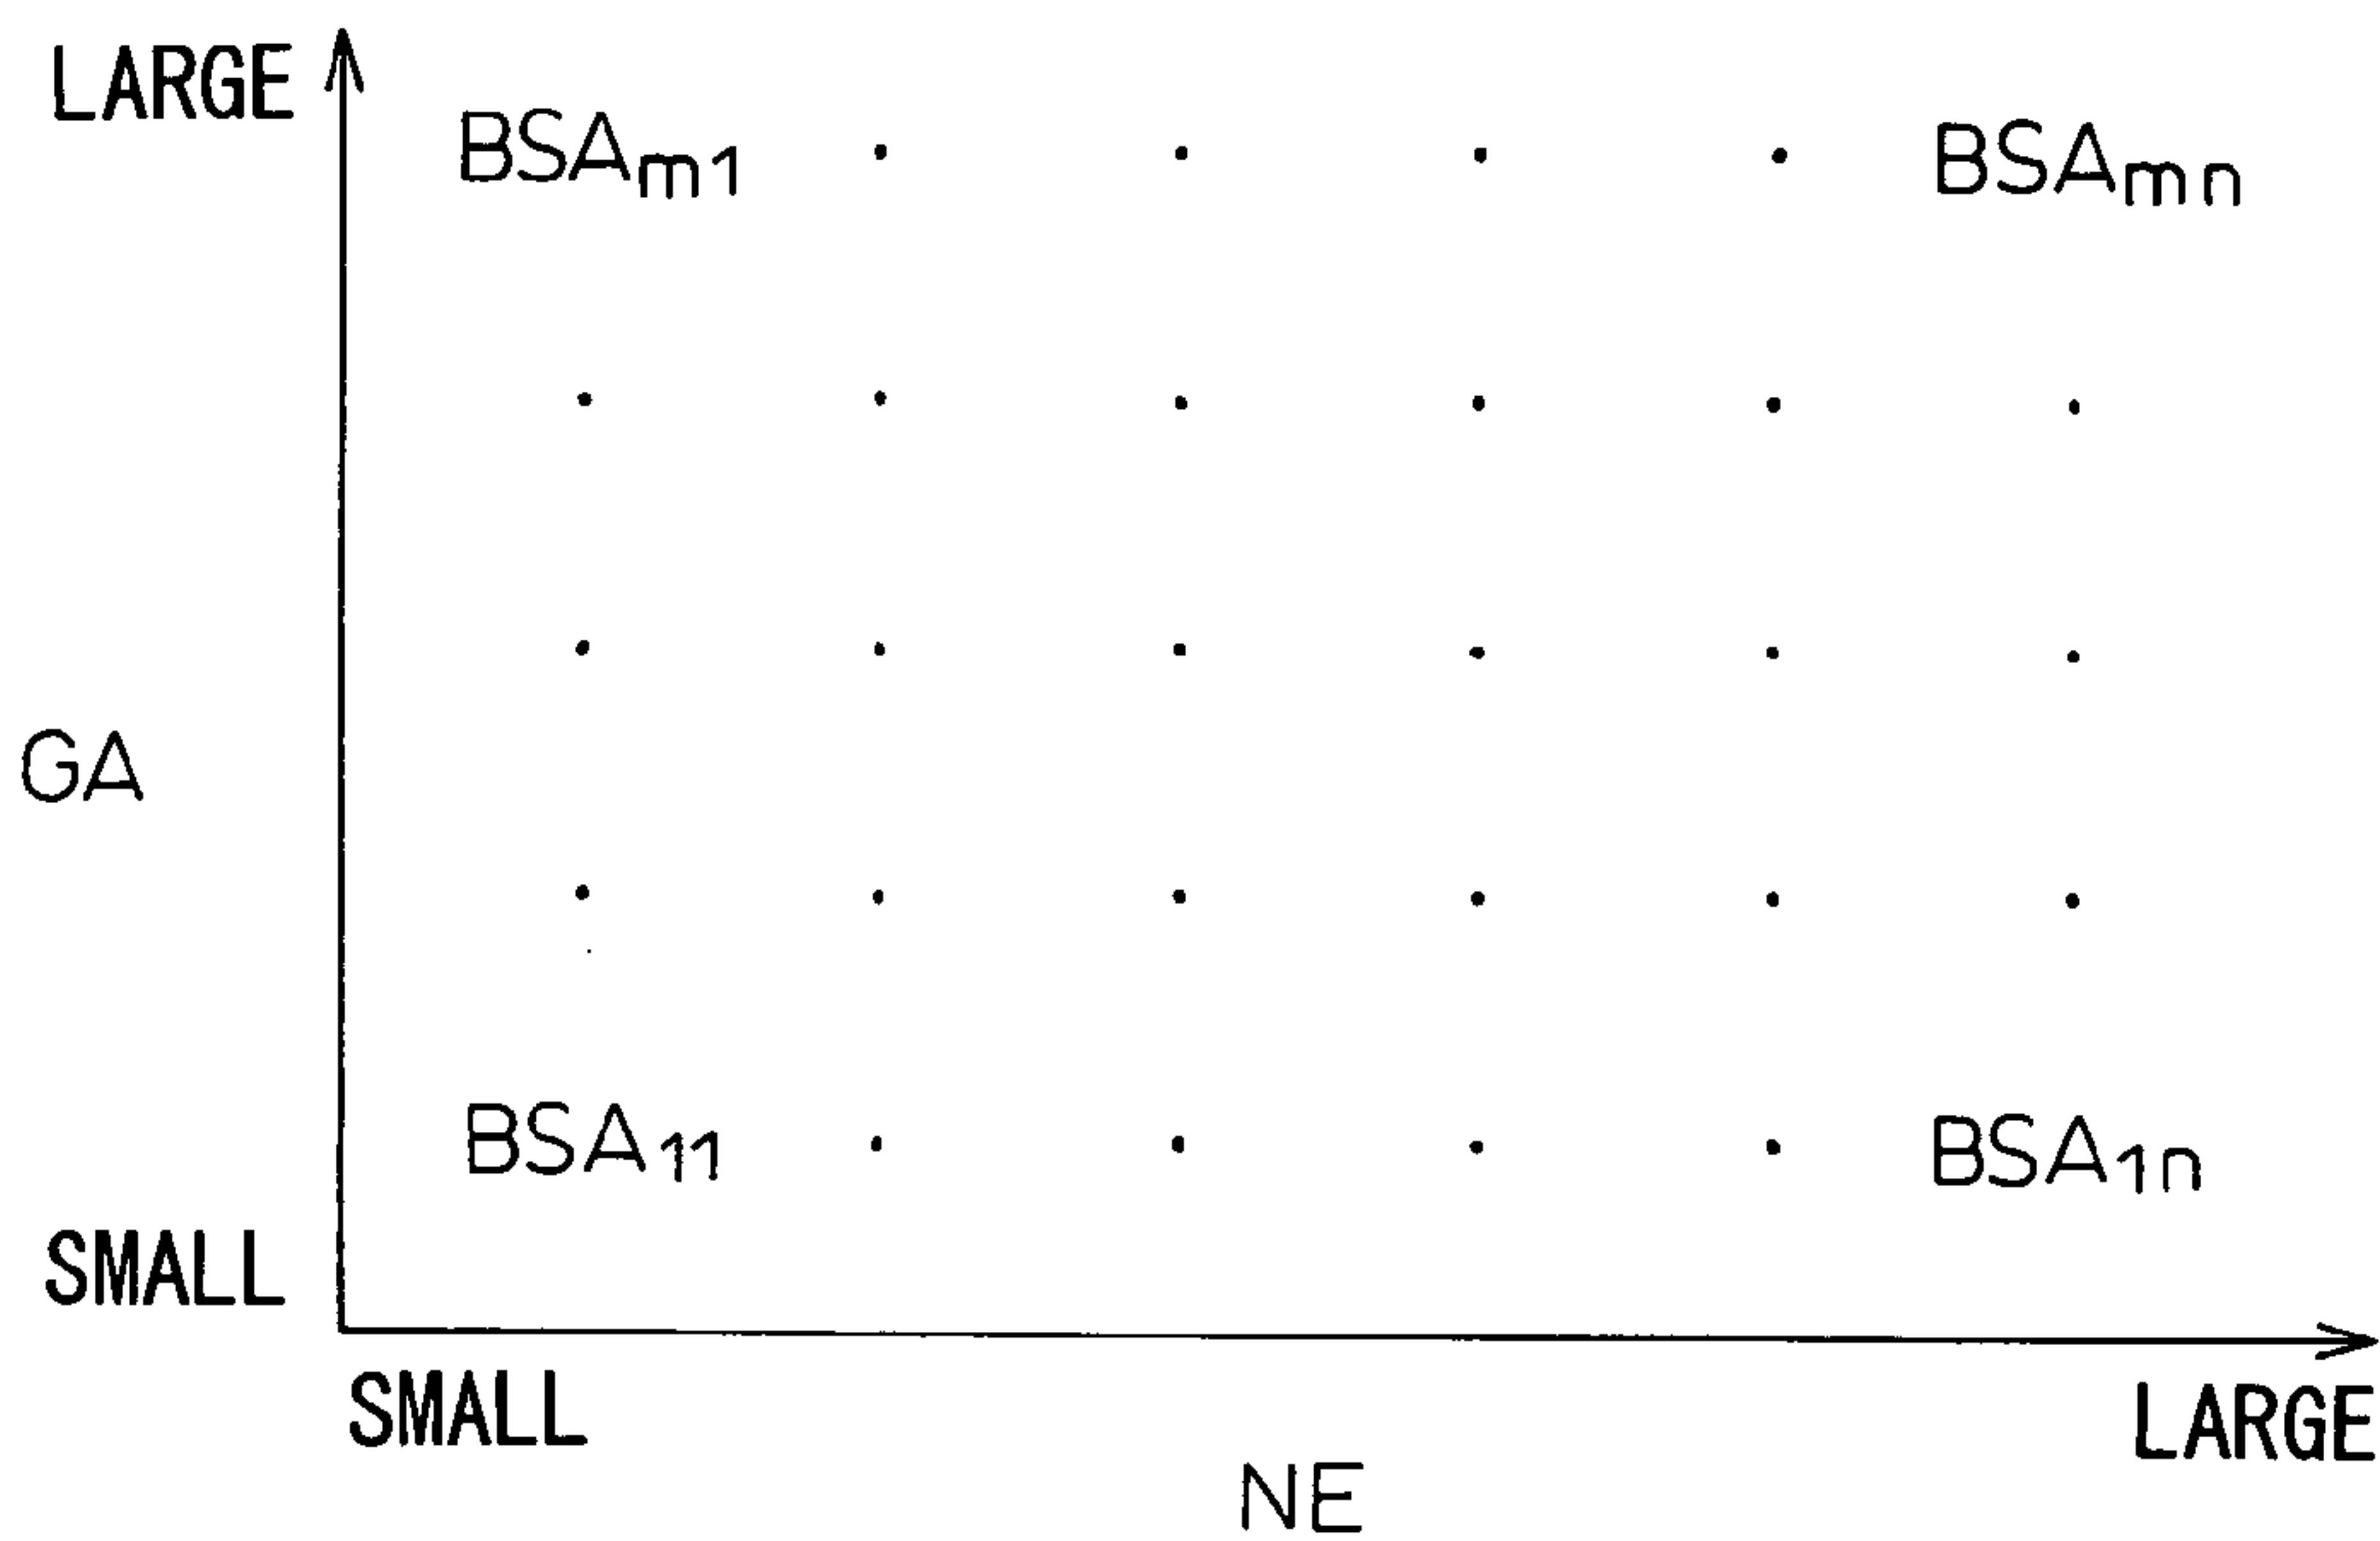 LARGE
BSAm1 BSAmn
GA
BSA11 BSA1n
SMALL
SMALL LARGE
NE